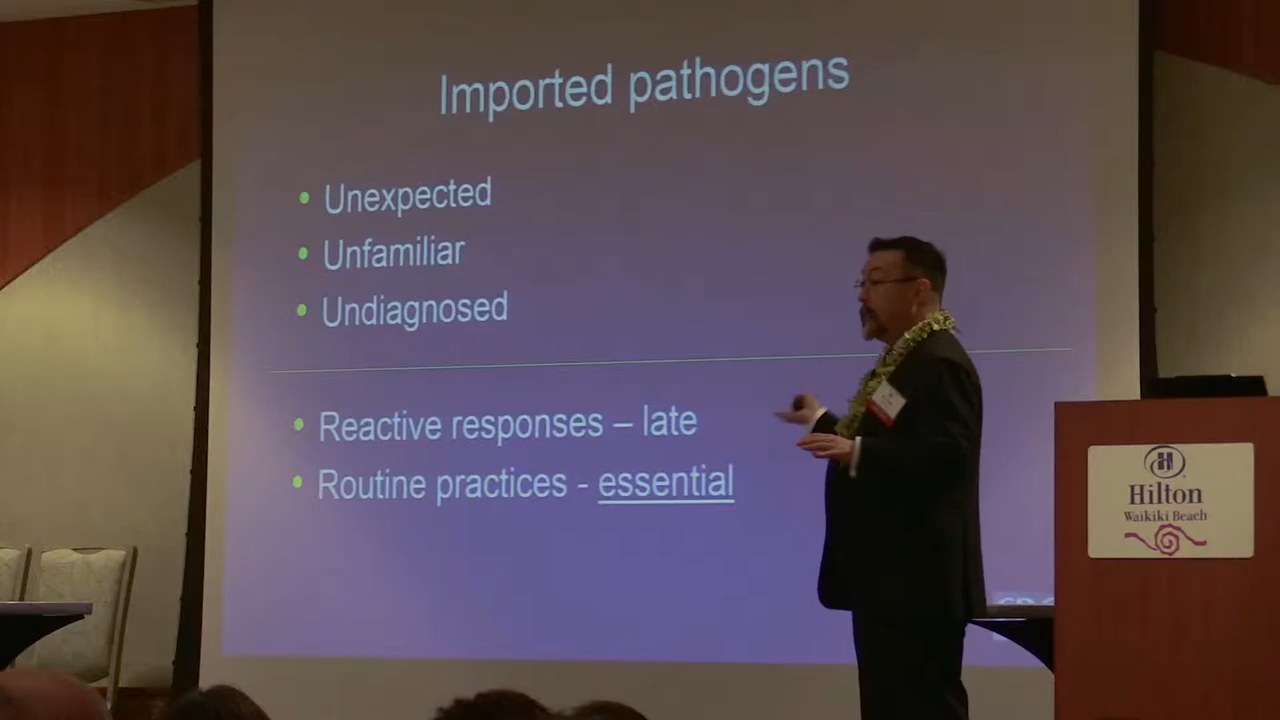 Imported pathogens
• Unexpected
• Unfamiliar
• Undiagnosed
• Reactive responses – late
• Routine practices - essential
H
Hilton
Waikiki Beach